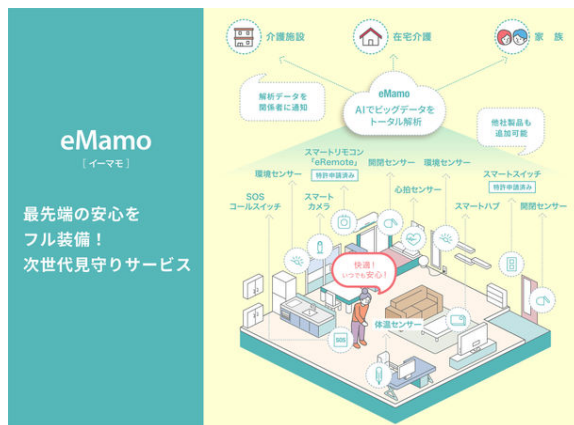 eMamo
[イーマモ]
最先端の安心を
フル装備！
次世代見守りサービス
介護施設
在宅介護
家 族
解析データを
関係者に通知
eMamo
AIでビッグデータを
トータル解析
他社製品も
追加可能
スマートリモコン
「eRemote」
特許申請済み
開閉センサー
環境センサー
環境センサー
スマートスイッチ
特許申請済み
SOS
コールスイッチ
スマート
カメラ
心拍センサー
スマートハブ
開閉センサー
快適！
いつでも安心！
体温センサー
SOS